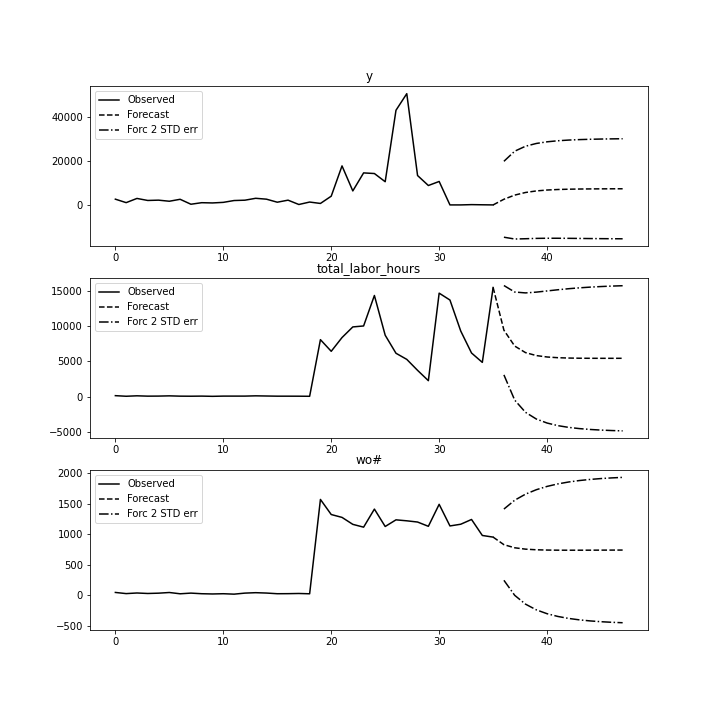 y
Observed
Forecast
Forc 2 STD err
40000
20000
0
0 10 20 30 40
total_labor_hours
Observed
Forecast
Forc 2 STD err
15000
10000
5000
0
−5000
0 10 20 30 40
wo#
Observed
Forecast
Forc 2 STD err
2000
1500
1000
500
0
−500
0 10 20 30 40